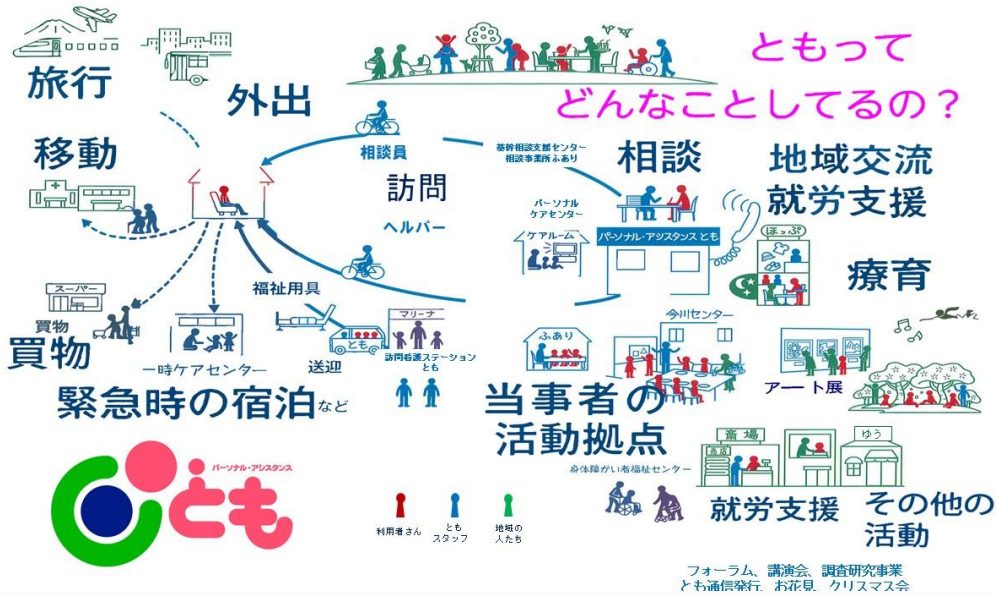 ともって
どんなことしてるの？
旅行
外出
移動
相談員
訪問
ヘルパー
基幹相談支援センター
相談事業所ふあり
相談
地域交流
就労支援
パーソナル
ケアセンター
ケアルーム
パーソナル・アシスタンス とも
ほっぷ
療育
福祉用具
スーパー
買物
買物
一時ケアセンター
送迎
とも
マリーナ
訪問看護ステーション
とも
緊急時の宿泊など
ふあり
今川センター
アート展
当事者の
活動拠点
身体障がい者福祉センター
斎場
売店
ゆう
就労支援
その他の
活動
パーソナル・アシスタンス
とも
利用者さん
とも
スタッフ
地域の
人たち
フォーラム、講演会、調査研究事業
とも通信発行、お花見、クリスマス会